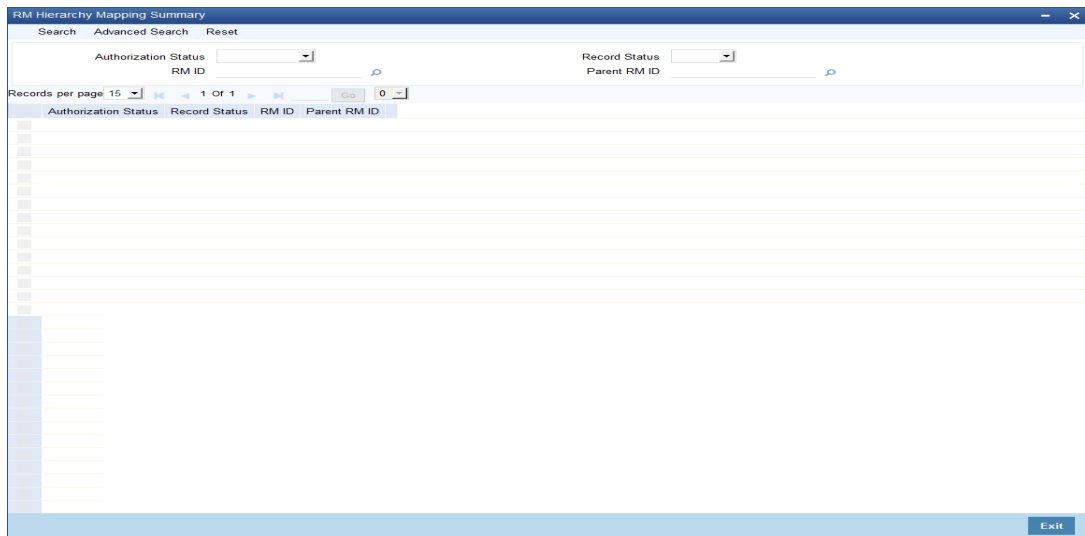 RM Hierarchy Mapping Summary
Search Advanced Search Reset
Authorization Status Record Status
RM ID Parent RM ID
Records per page 15 1 Of 1 Go 0
Authorization Status Record Status RM ID Parent RM ID
Exit